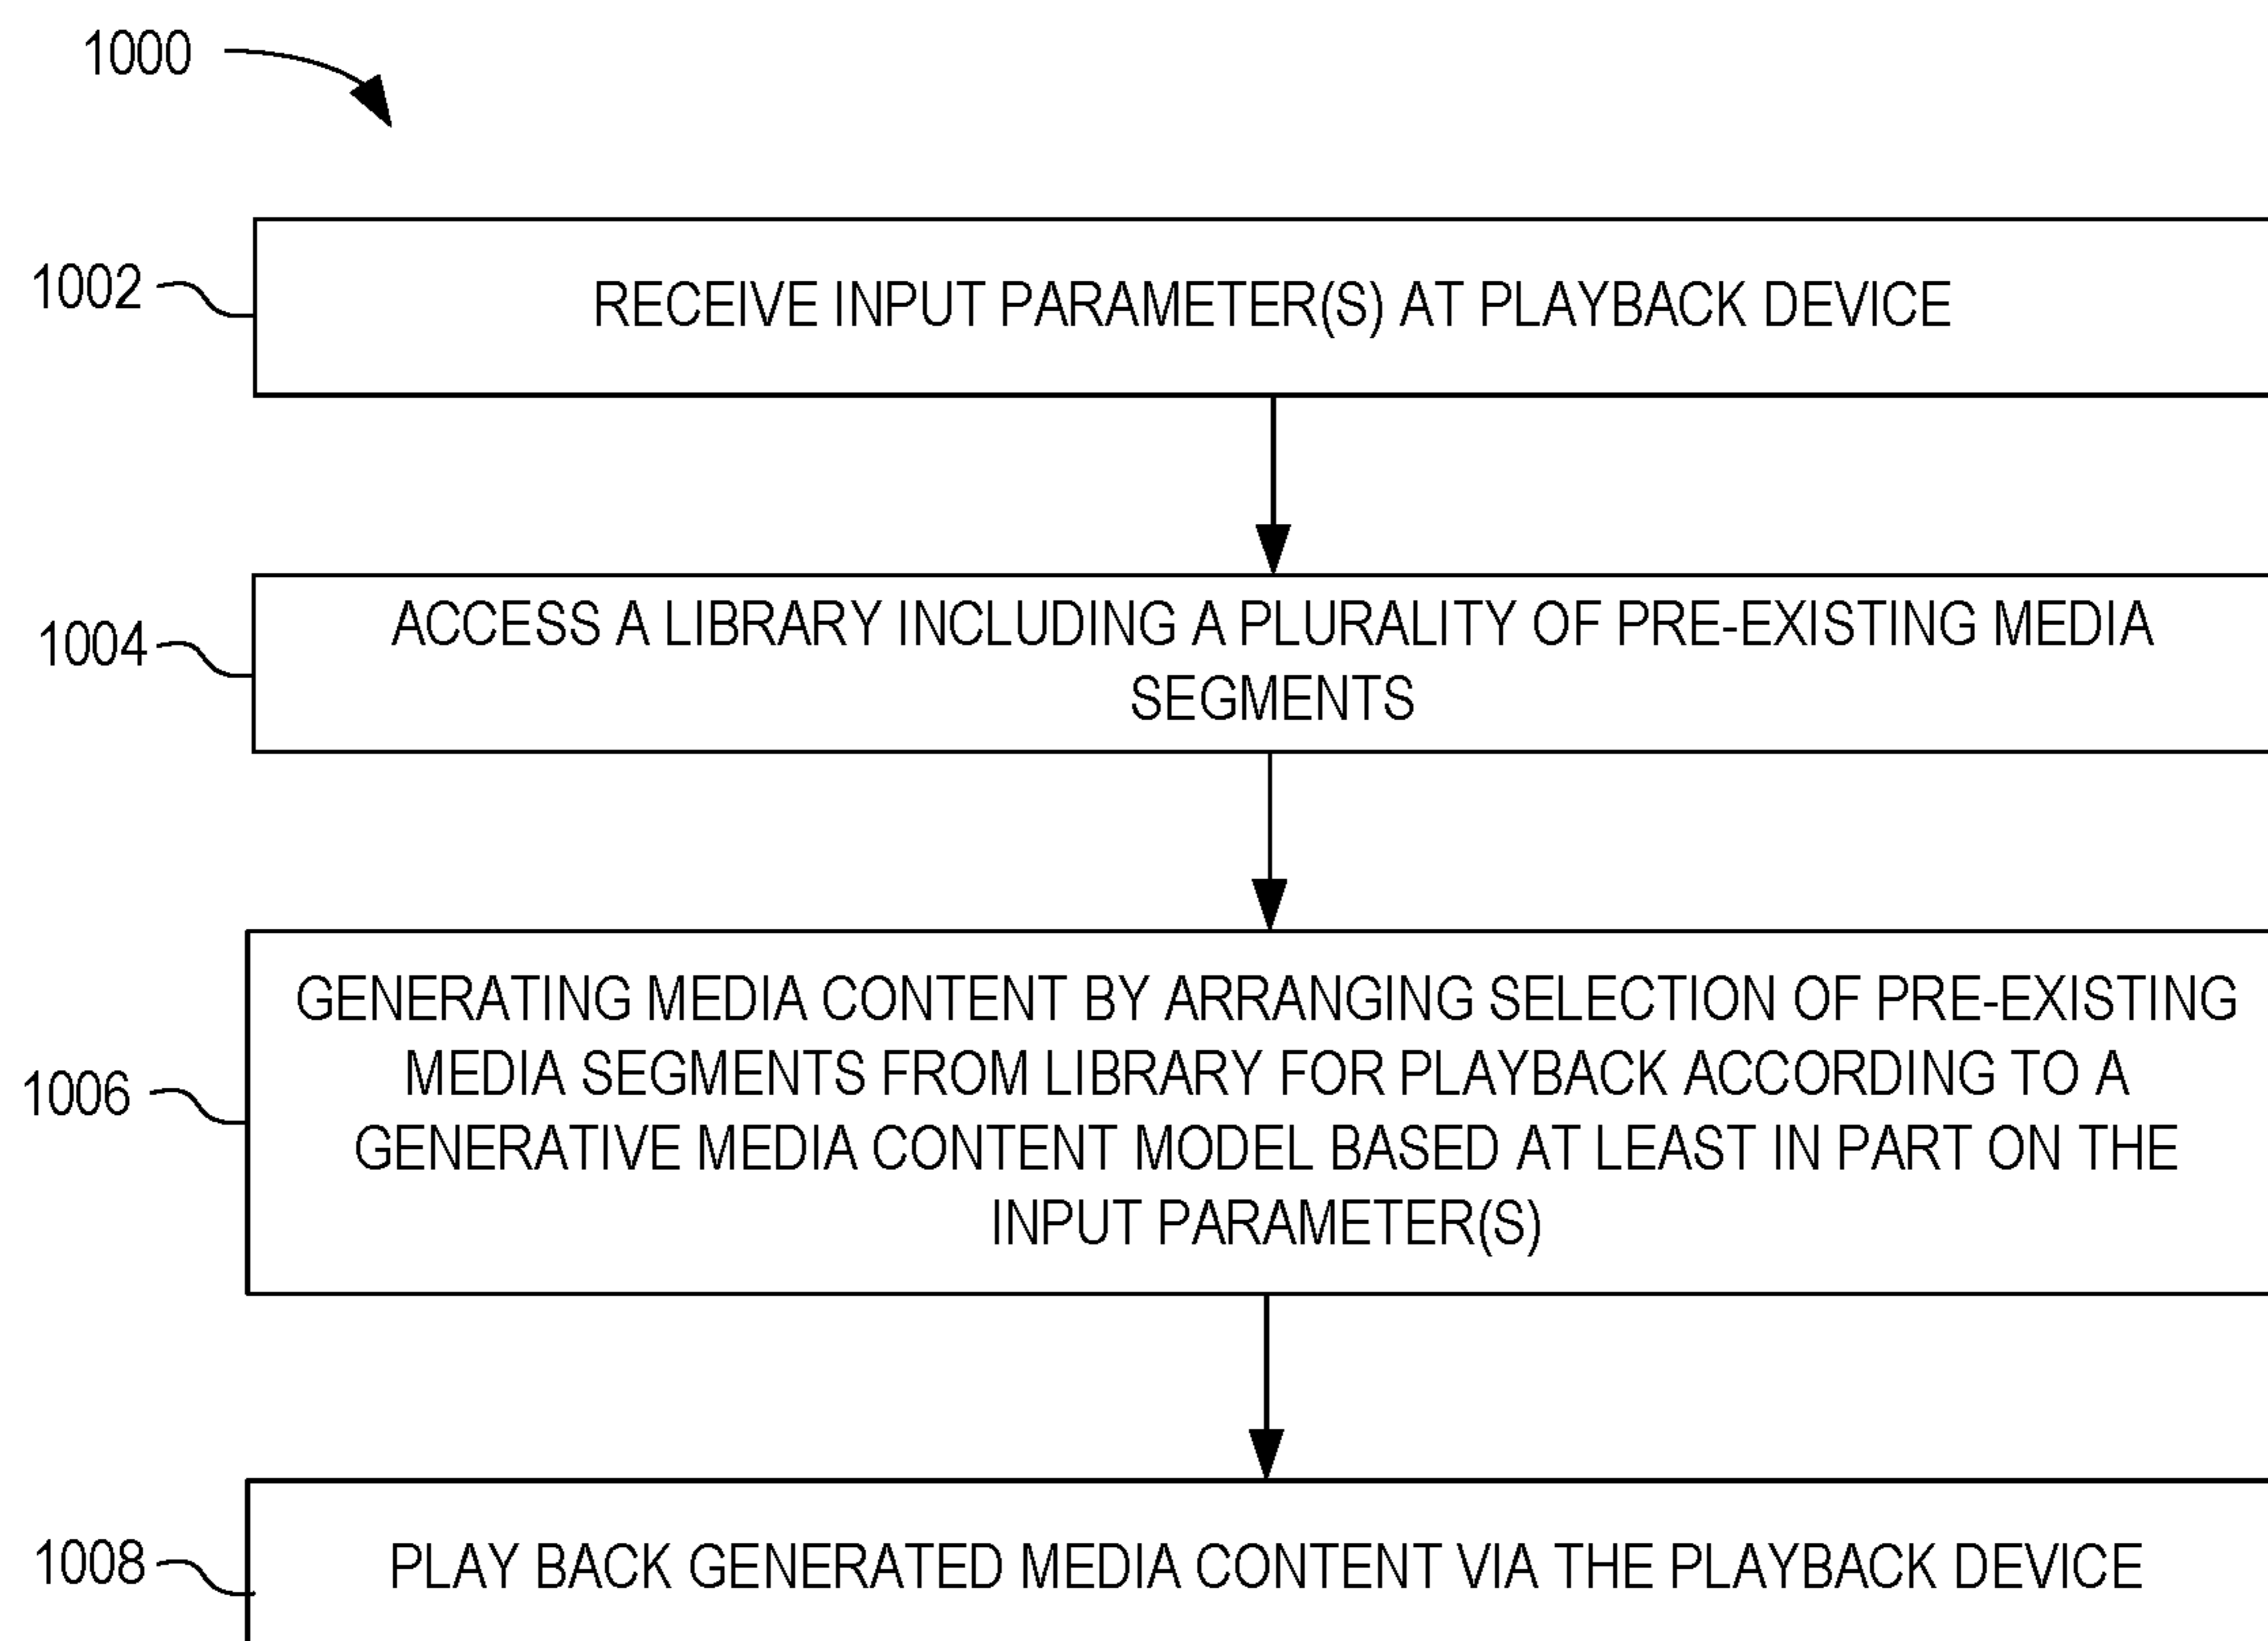 1000
1002
RECEIVE INPUT PARAMETER(S) AT PLAYBACK DEVICE
1004
ACCESS A LIBRARY INCLUDING A PLURALITY OF PRE-EXISTING MEDIA
SEGMENTS
1006
GENERATING MEDIA CONTENT BY ARRANGING SELECTION OF PRE-EXISTING
MEDIA SEGMENTS FROM LIBRARY FOR PLAYBACK ACCORDING TO A
GENERATIVE MEDIA CONTENT MODEL BASED AT LEAST IN PART ON THE
INPUT PARAMETER(S)
1008
PLAY BACK GENERATED MEDIA CONTENT VIA THE PLAYBACK DEVICE